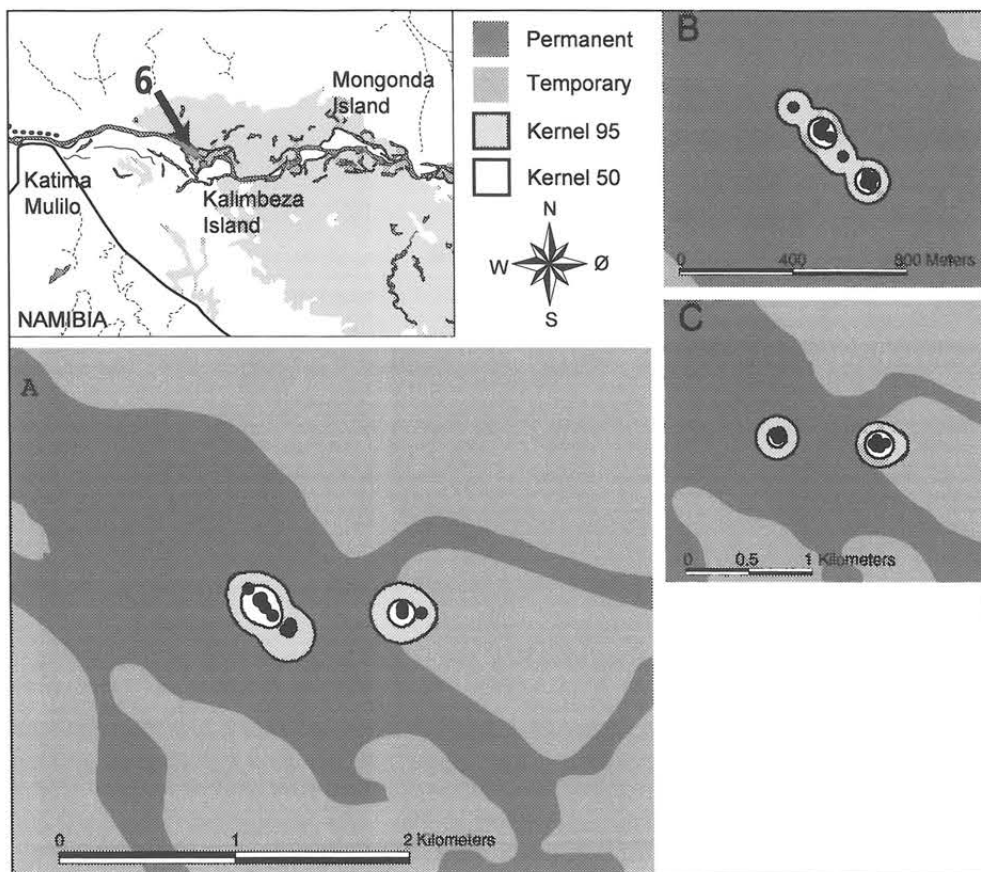 6
Mongonda
Island
Katima
Mulilo
Kalimbeza
Island
NAMIBIA
Permanent
Temporary
Kernel 95
Kernel 50
N
W Ø
S
B
0 400 800 Meters
C
0 0.5 1 Kilometers
A
0 1 2 Kilometers